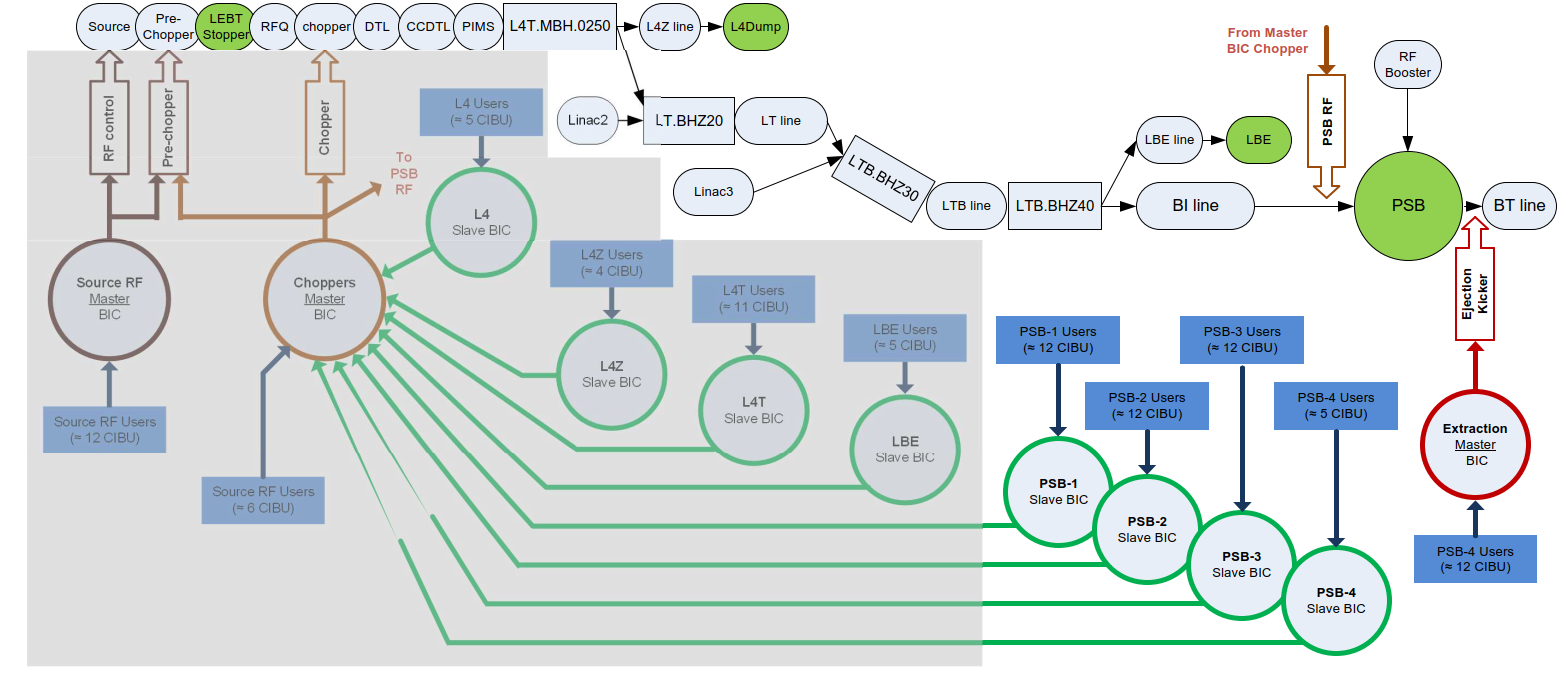 Source
Pre-
Chopper
LEBT
Stopper
RFQ
chopper
DTL
CCDTL
PIMS
L4T.MBH.0250
L4Z line
L4Dump
From Master
BIC Chopper
RF
Booster
RF control
Pre-chopper
Chopper
L4 Users
(≈ 5 CIBU)
Linac2
LT.BHZ20
LT line
PSB RF
LBE line
LBE
To
PSB
RF
LTB.BHZ30
Linac3
LTB line
LTB.BHZ40
BI line
PSB
BT line
L4
Slave BIC
Source RF
Master
BIC
Choppers
Master
BIC
L4Z Users
(≈ 4 CIBU)
L4T Users
(≈ 11 CIBU)
LBE Users
(≈ 5 CIBU)
Ejection
Kicker
PSB-1 Users
(≈ 12 CIBU)
PSB-3 Users
(≈ 12 CIBU)
PSB-2 Users
(≈ 12 CIBU)
PSB-4 Users
(≈ 5 CIBU)
L4Z
Slave BIC
L4T
Slave BIC
LBE
Slave BIC
Source RF Users
(≈ 12 CIBU)
Extraction
Master
BIC
Source RF Users
(≈ 6 CIBU)
PSB-1
Slave BIC
PSB-2
Slave BIC
PSB-3
Slave BIC
PSB-4
Slave BIC
PSB-4 Users
(≈ 12 CIBU)